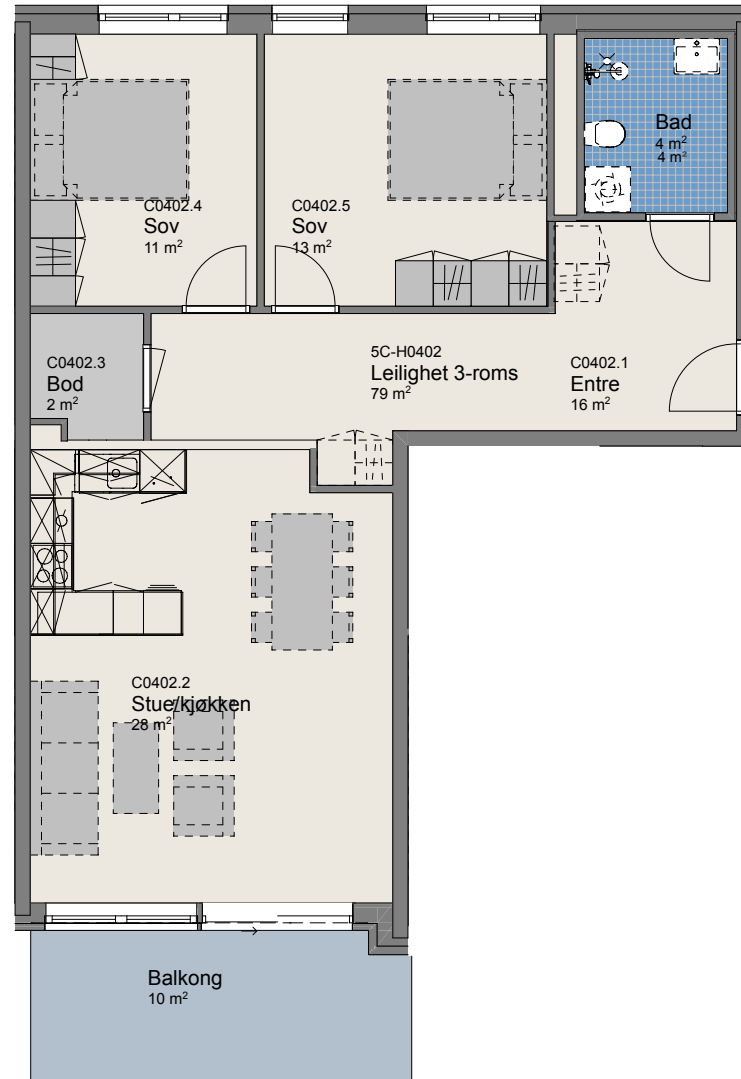 Bad
4 m²
4 m²
C0402.4
Sov
11 m²
C0402.5
Sov
13 m²
C0402.3
Bod
2 m²
5C-H0402
Leilighet 3-roms
79 m²
C0402.1
Entre
16 m²
C0402.2
Stue/kjøkken
28 m²
Balkong
10 m²